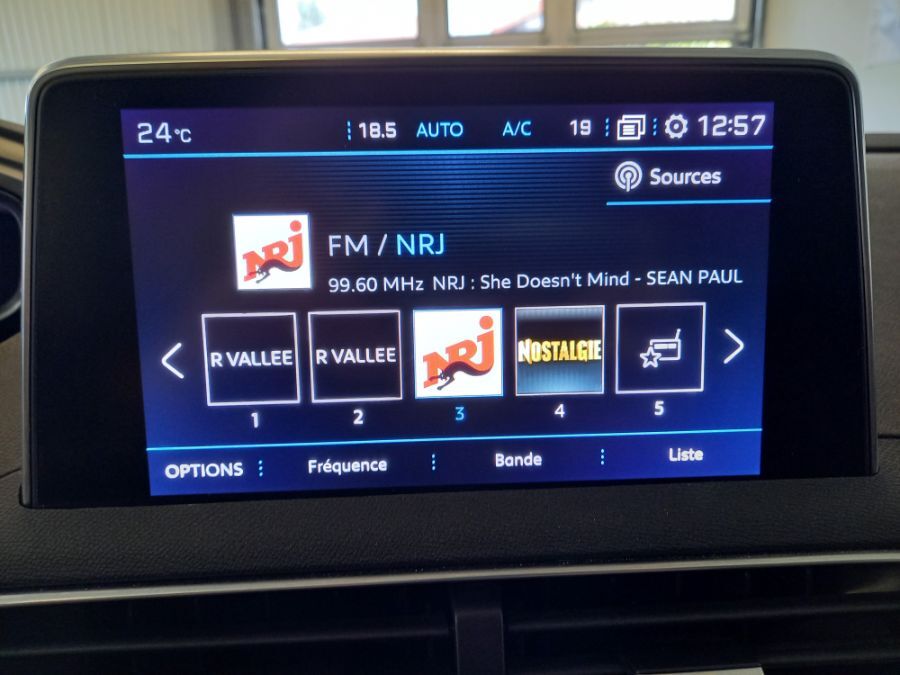 24°C 18.5 AUTO A/C 19 12:57
Sources
NRJ FM / NRJ
99.60 MHz NRJ : She Doesn't Mind - SEAN PAUL
R VALLEE R VALLEE NRJ NOSTALGIE
1 2 3 4 5
OPTIONS Fréquence Bande Liste